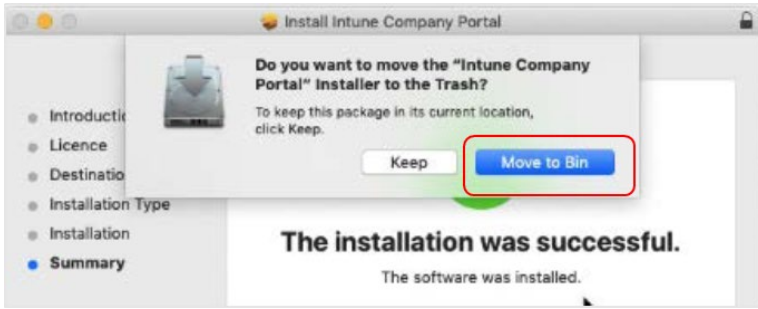 Install Intune Company Portal
Do you want to move the “Intune Company
Portal” Installer to the Trash?
To keep this package in its current location,
click Keep.
Keep
Move to Bin
Introductio
Licence
Destinatio
Installation Type
Installation
Summary
The installation was successful.
The software was installed.